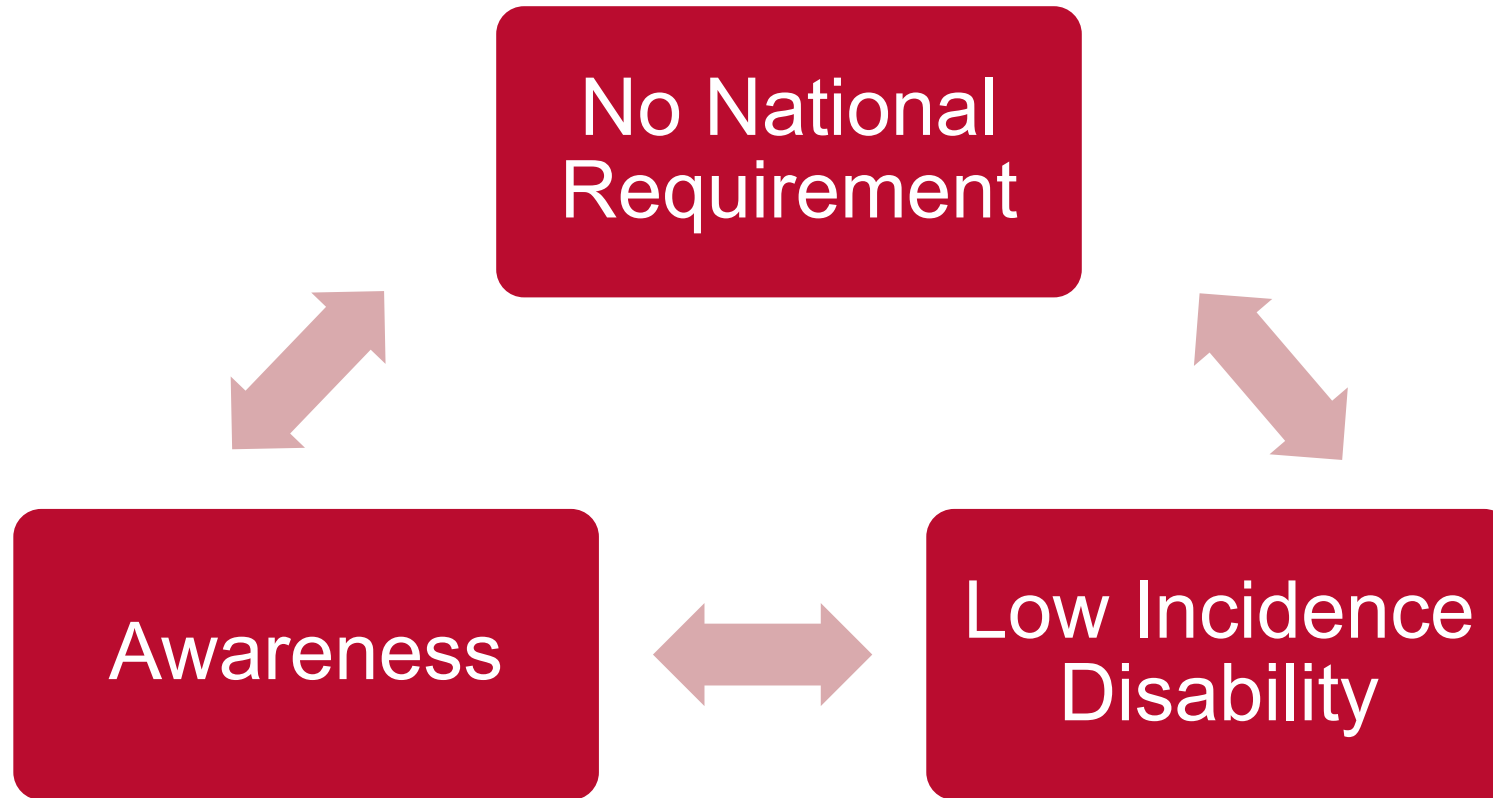 No National
Requirement
Awareness
Low Incidence
Disability